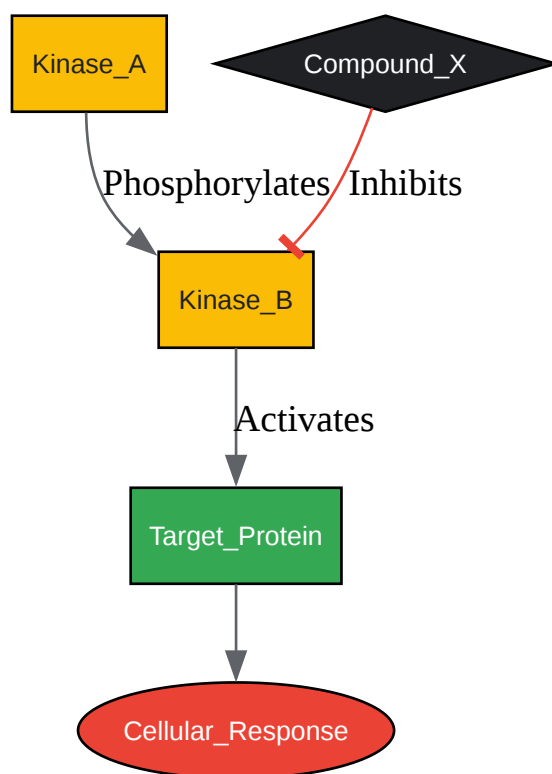 Kinase_A
Compound_X
Phosphorylates
Inhibits
Kinase_B
Activates
Target_Protein
Cellular_Response